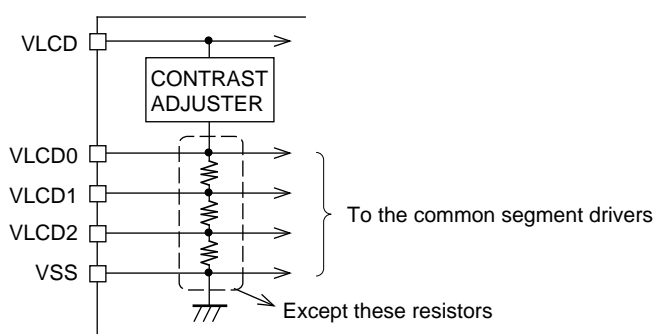 VLCD
CONTRAST
ADJUSTER
VLCD0
VLCD1
VLCD2
VSS
To the common segment drivers
Except these resistors